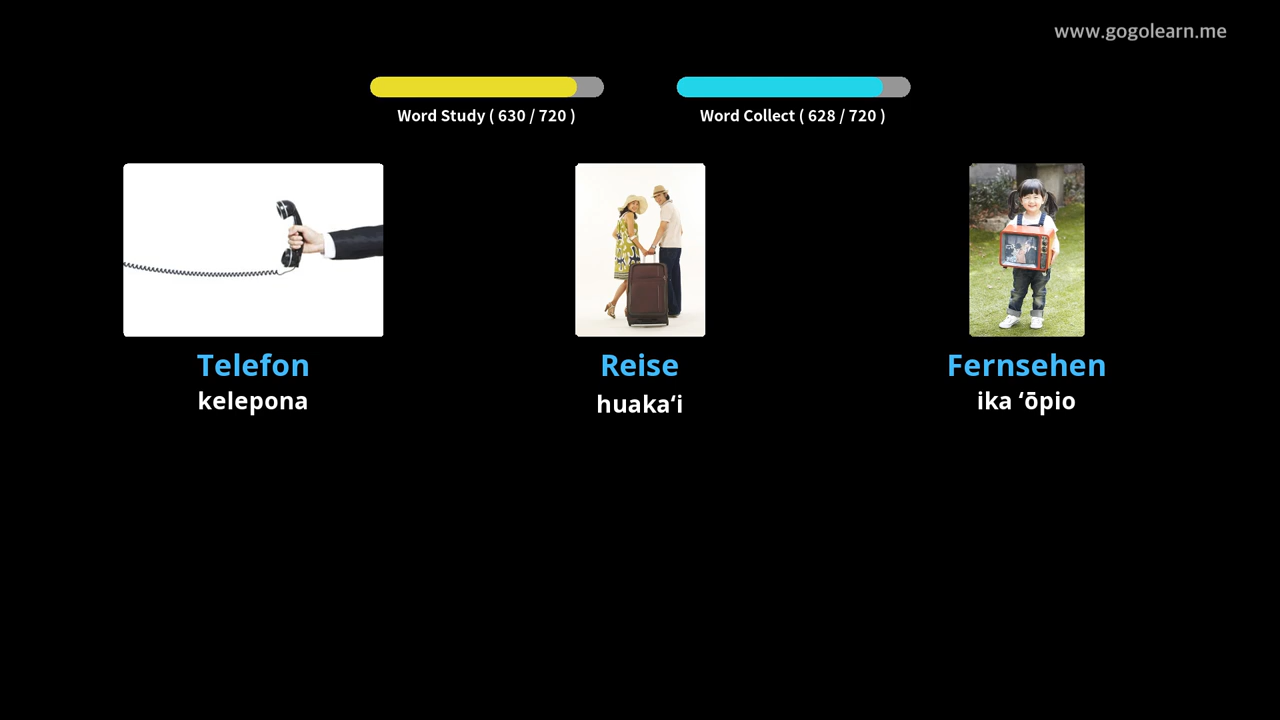 www.gogolearn.me
Word Study ( 630 / 720 )
Word Collect ( 628 / 720 )
Telefon
kelepona
Reise
huakaʻi
Fernsehen
ika ʻōpio